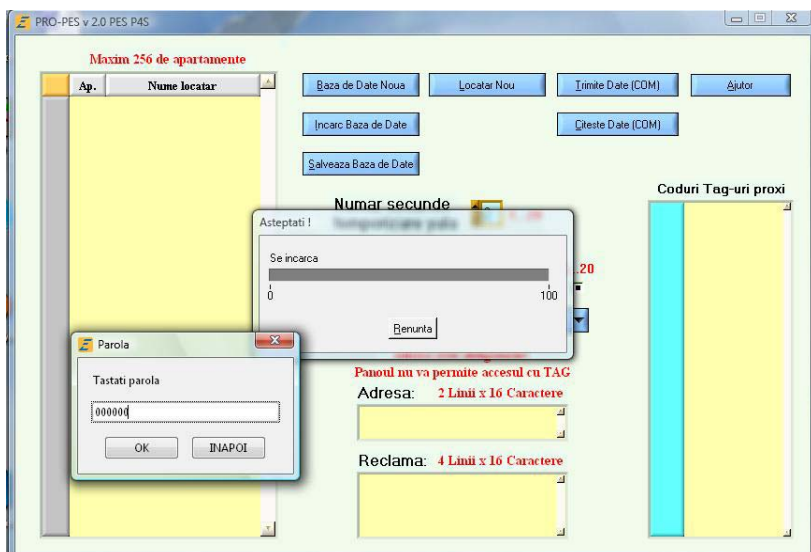 PRO-PES v 2.0 PES P4S
Maxim 256 de apartamente
Ap. Nume locatar
Baza de Date Noua
Locatar Nou
Trimite Date (COM)
Ajutor
Incarc Baza de Date
Citeste Date (COM)
Salveaza Baza de Date
Coduri Tag-uri proxi
Numar secunde
Asteptati !
Se incarca
0 100
Renunta
..20
Parola
Tastati parola
000000
OK INAPOI
Panoul nu va permite accesul cu TAG
Adresa: 2 Linii x 16 Caractere
Reclama: 4 Linii x 16 Caractere